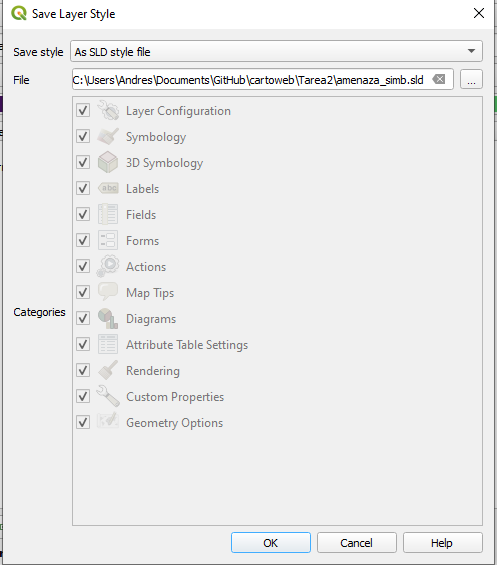 Save Layer Style
Save style As SLD style file
File C:\Users\Andres\Documents\GitHub\cartoweb\Tarea2\amenaza_simb.sld ...
Layer Configuration
Symbology
3D Symbology
abc Labels
Fields
Forms
Actions
Map Tips
Categories Diagrams
Attribute Table Settings
Rendering
Custom Properties
Geometry Options
OK Cancel Help